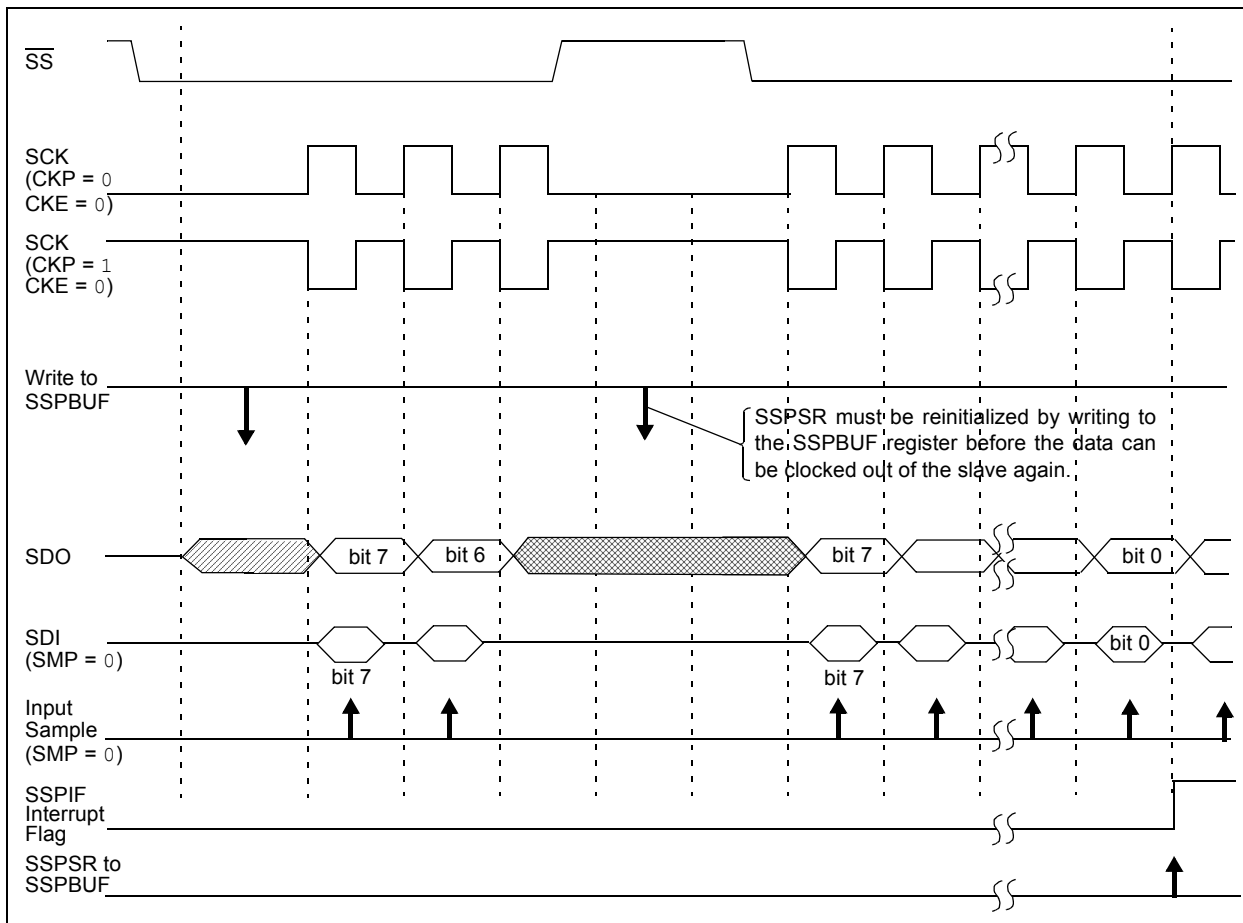 SS
SCK
(CKP = 0
CKE = 0)
SCK
(CKP = 1
CKE = 0)
Write to
SSPBUF
SSPSR must be reinitialized by writing to
the SSPBUF register before the data can
be clocked out of the slave again.
SDO
bit 7
bit 6
bit 7
bit 0
SDI
(SMP = 0)
bit 7
bit 7
bit 0
Input
Sample
(SMP = 0)
SSPIF
Interrupt
Flag
SSPSR to
SSPBUF